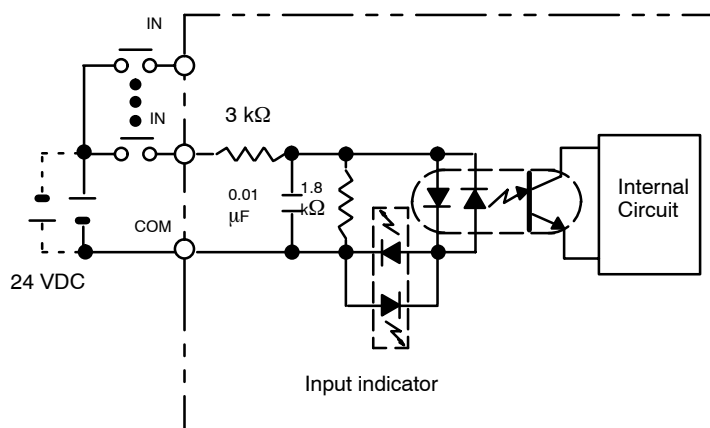 IN
IN
3 kΩ
0.01
μF
1.8
kΩ
COM
24 VDC
Internal
Circuit
Input indicator